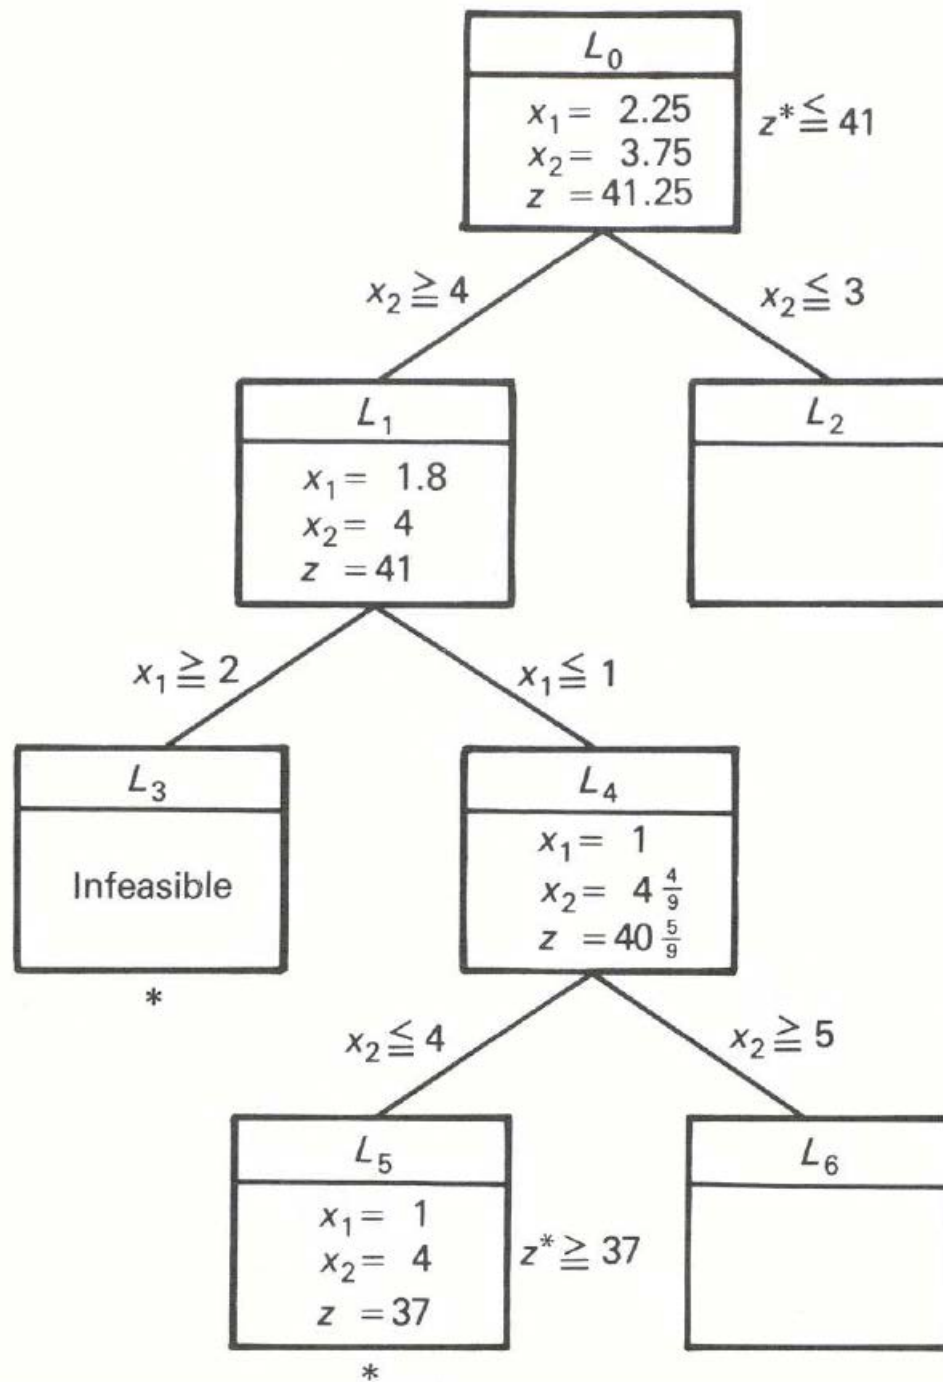 L₀
x₁ = 2.25
x₂ = 3.75
z = 41.25
z* ≦ 41
x₂ ≧ 4
x₂ ≦ 3
L₁
x₁ = 1.8
x₂ = 4
z = 41
L₂
x₁ ≧ 2
x₁ ≦ 1
L₃
Infeasible
*
L₄
x₁ = 1
x₂ = 4 4/9
z = 40 5/9
x₂ ≦ 4
x₂ ≧ 5
L₅
x₁ = 1
x₂ = 4
z = 37
*
z* ≧ 37
L₆